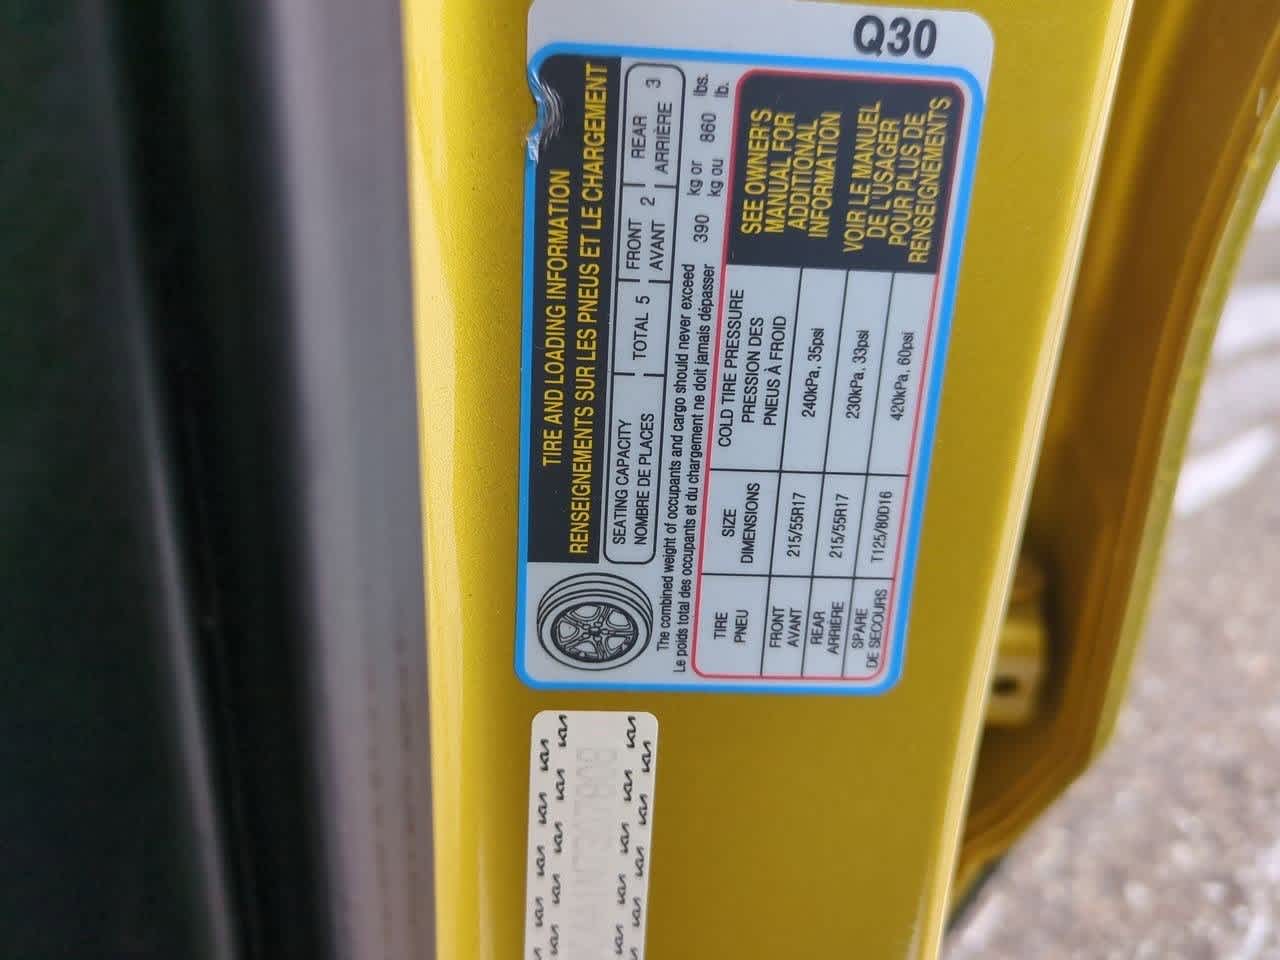 Q30
TIRE AND LOADING INFORMATION
RENSEIGNEMENTS SUR LES PNEUS ET LE CHARGEMENT
SEATING CAPACITY
NOMBRE DE PLACES
TOTAL 5
FRONT
AVANT 2
REAR
ARRIÈRE 3
The combined weight of occupants and cargo should never exceed 390 kg or 860 lbs.
Le poids total des occupants et du chargement ne doit jamais dépasser kg ou lb.
TIRE
PNEU
SIZE
DIMENSIONS
COLD TIRE PRESSURE
PRESSION DES
PNEUS À FROID
FRONT
AVANT
215/55R17
240kPa, 35psi
REAR
ARRIÈRE
215/55R17
230kPa, 33psi
SPARE
DE SECOURS
T125/80D16
420kPa, 60psi
SEE OWNER'S
MANUAL FOR
ADDITIONAL
INFORMATION
VOIR LE MANUEL
DE L'USAGER
POUR PLUS DE
RENSEIGNEMENTS